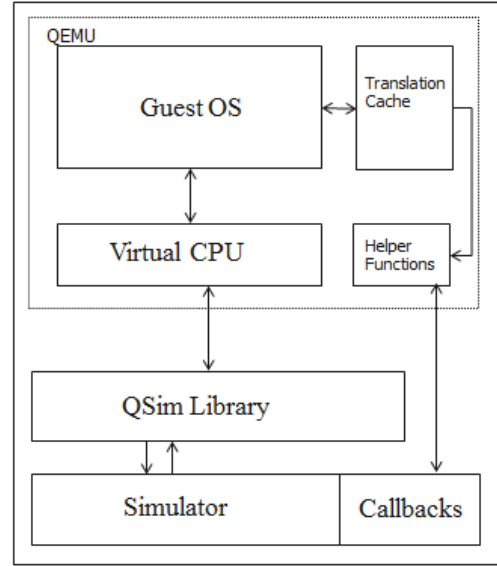 QEMU
Guest OS
Translation
Cache
Virtual CPU
Helper
Functions
QSim Library
Simulator
Callbacks